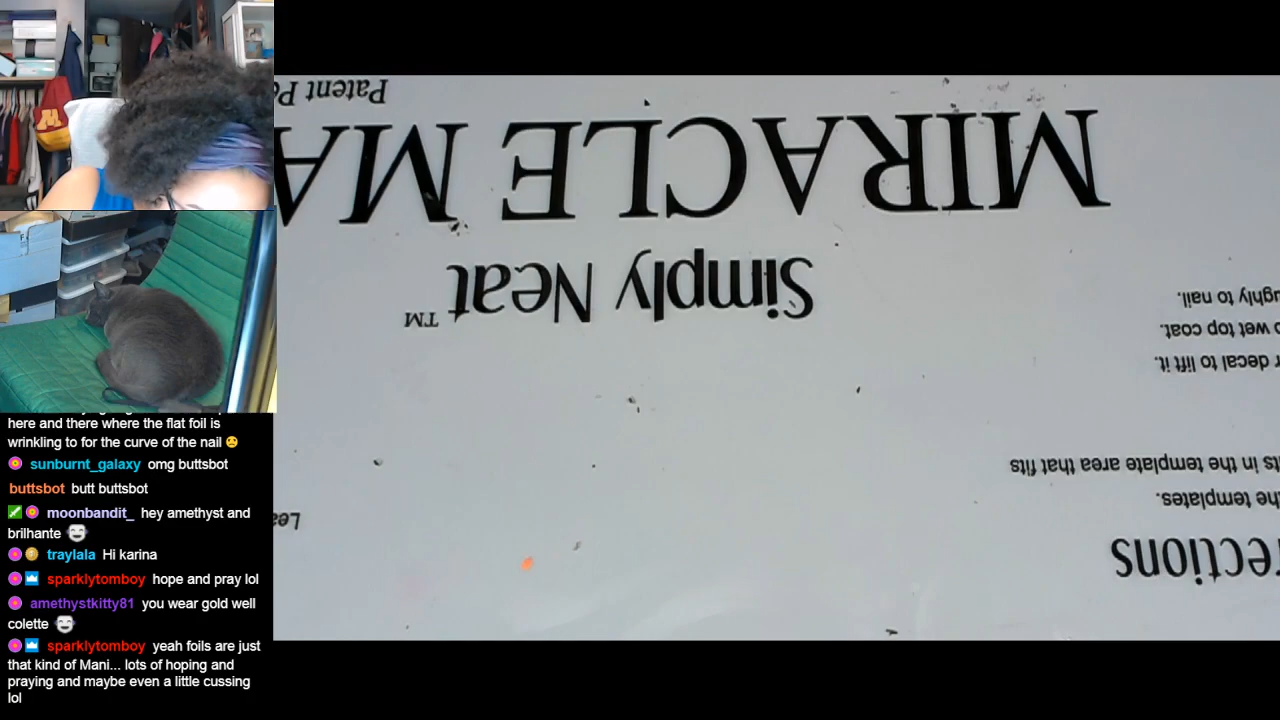 here and there where the flat foil is
wrinkling to for the curve of the nail
sunburnt_galaxy omg buttsbot
buttsbot butt buttsbot
moonbandit_ hey amethyst and
brilhante
traylala Hi karina
sparklytomboy hope and pray lol
amethystkitty81 you wear gold well
colette
sparklytomboy yeah foils are just
that kind of Mani... lots of hoping and
praying and maybe even a little cussing
lol
ections
he templates.
ts in the template area that fits
r decal to lift it.
o wet top coat.
ughly to nail.
Simply Neat™
MIRACLE MA
Patent Pe
Lea